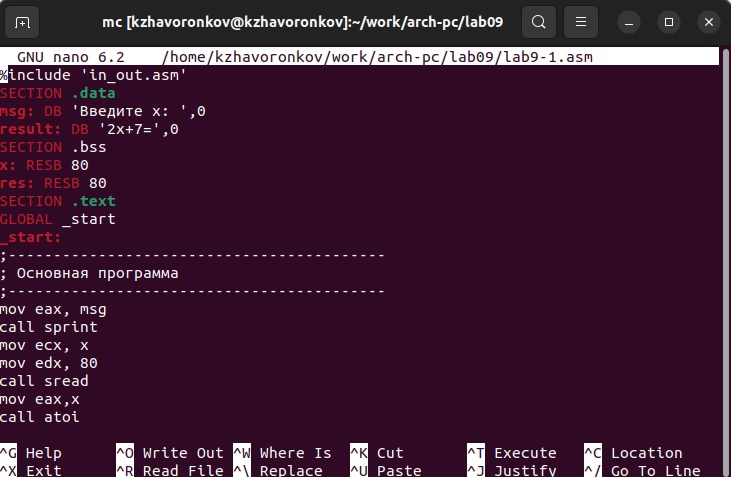 mc [kzhavoronkov@kzhavoronkov]:~/work/arch-pc/lab09
GNU nano 6.2 /home/kzhavoronkov/work/arch-pc/lab09/lab9-1.asm
%include 'in_out.asm'
SECTION .data
msg: DB 'Введите x: ',0
result: DB '2x+7=',0
SECTION .bss
x: RESB 80
res: RESB 80
SECTION .text
GLOBAL _start
_start:
;------------------------------------------
; Основная программа
;------------------------------------------
mov eax, msg
call sprint
mov ecx, x
mov edx, 80
call sread
mov eax,x
call atoi
^G Help ^O Write Out ^W Where Is ^K Cut ^T Execute ^C Location
^X Exit ^R Read File ^\ Replace ^U Paste ^J Justify ^/ Go To Line